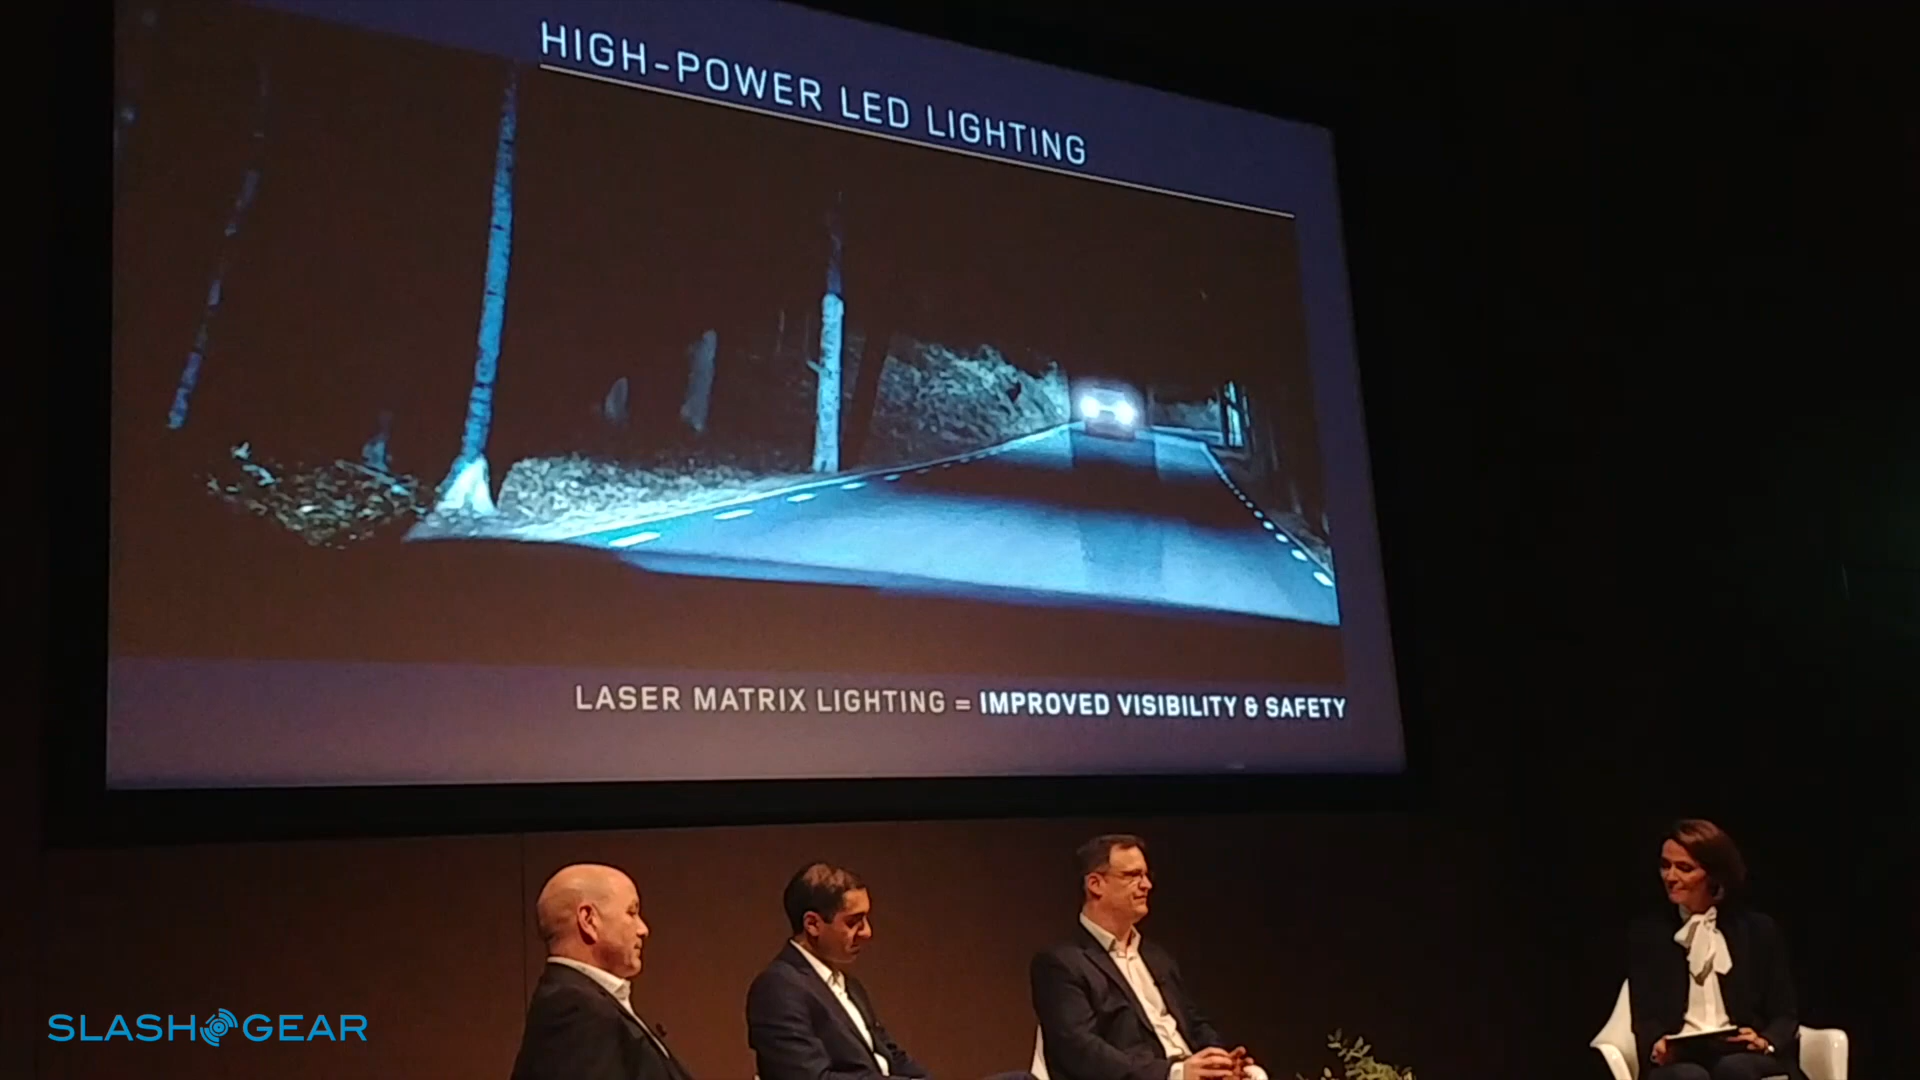 HIGH-POWER LED LIGHTING
LASER MATRIX LIGHTING = IMPROVED VISIBILITY & SAFETY
SLASHGEAR